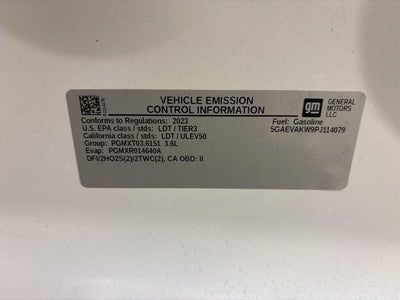 VEHICLE EMISSION
CONTROL INFORMATION
gm
GENERAL
MOTORS
LLC
Conforms to Regulations: 2023
Fuel: Gasoline
U.S. EPA class / stds: LDT / TIER3
5GAEVAKW9PJ114079
California class / stds: LDT / ULEV50
Group: PGMXT03.6151 3.6L
Evap: PGMXR014640A
DFI/2HO2S(2)/2TWC(2), CA OBD: II